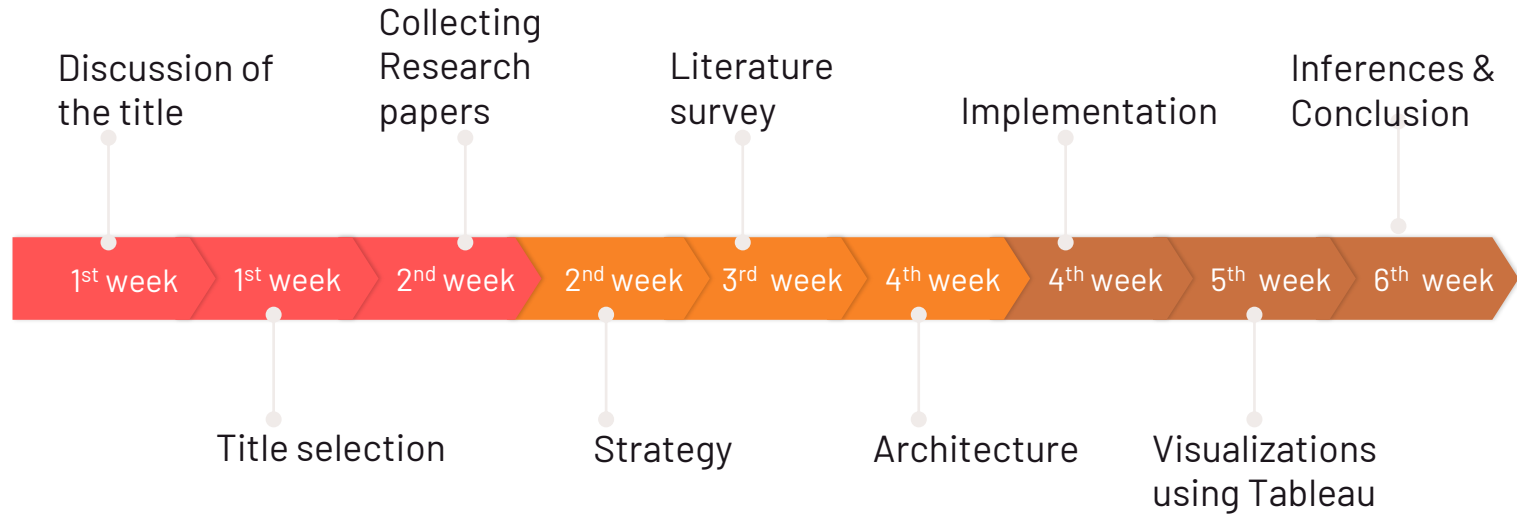 Collecting
Research
papers
Discussion of
the title
Literature
survey
Implementation
Inferences &
Conclusion
1st week
1st week
2nd week
2nd week
3rd week
4th week
4th week
5th week
6th week
Title selection
Strategy
Architecture
Visualizations
using Tableau